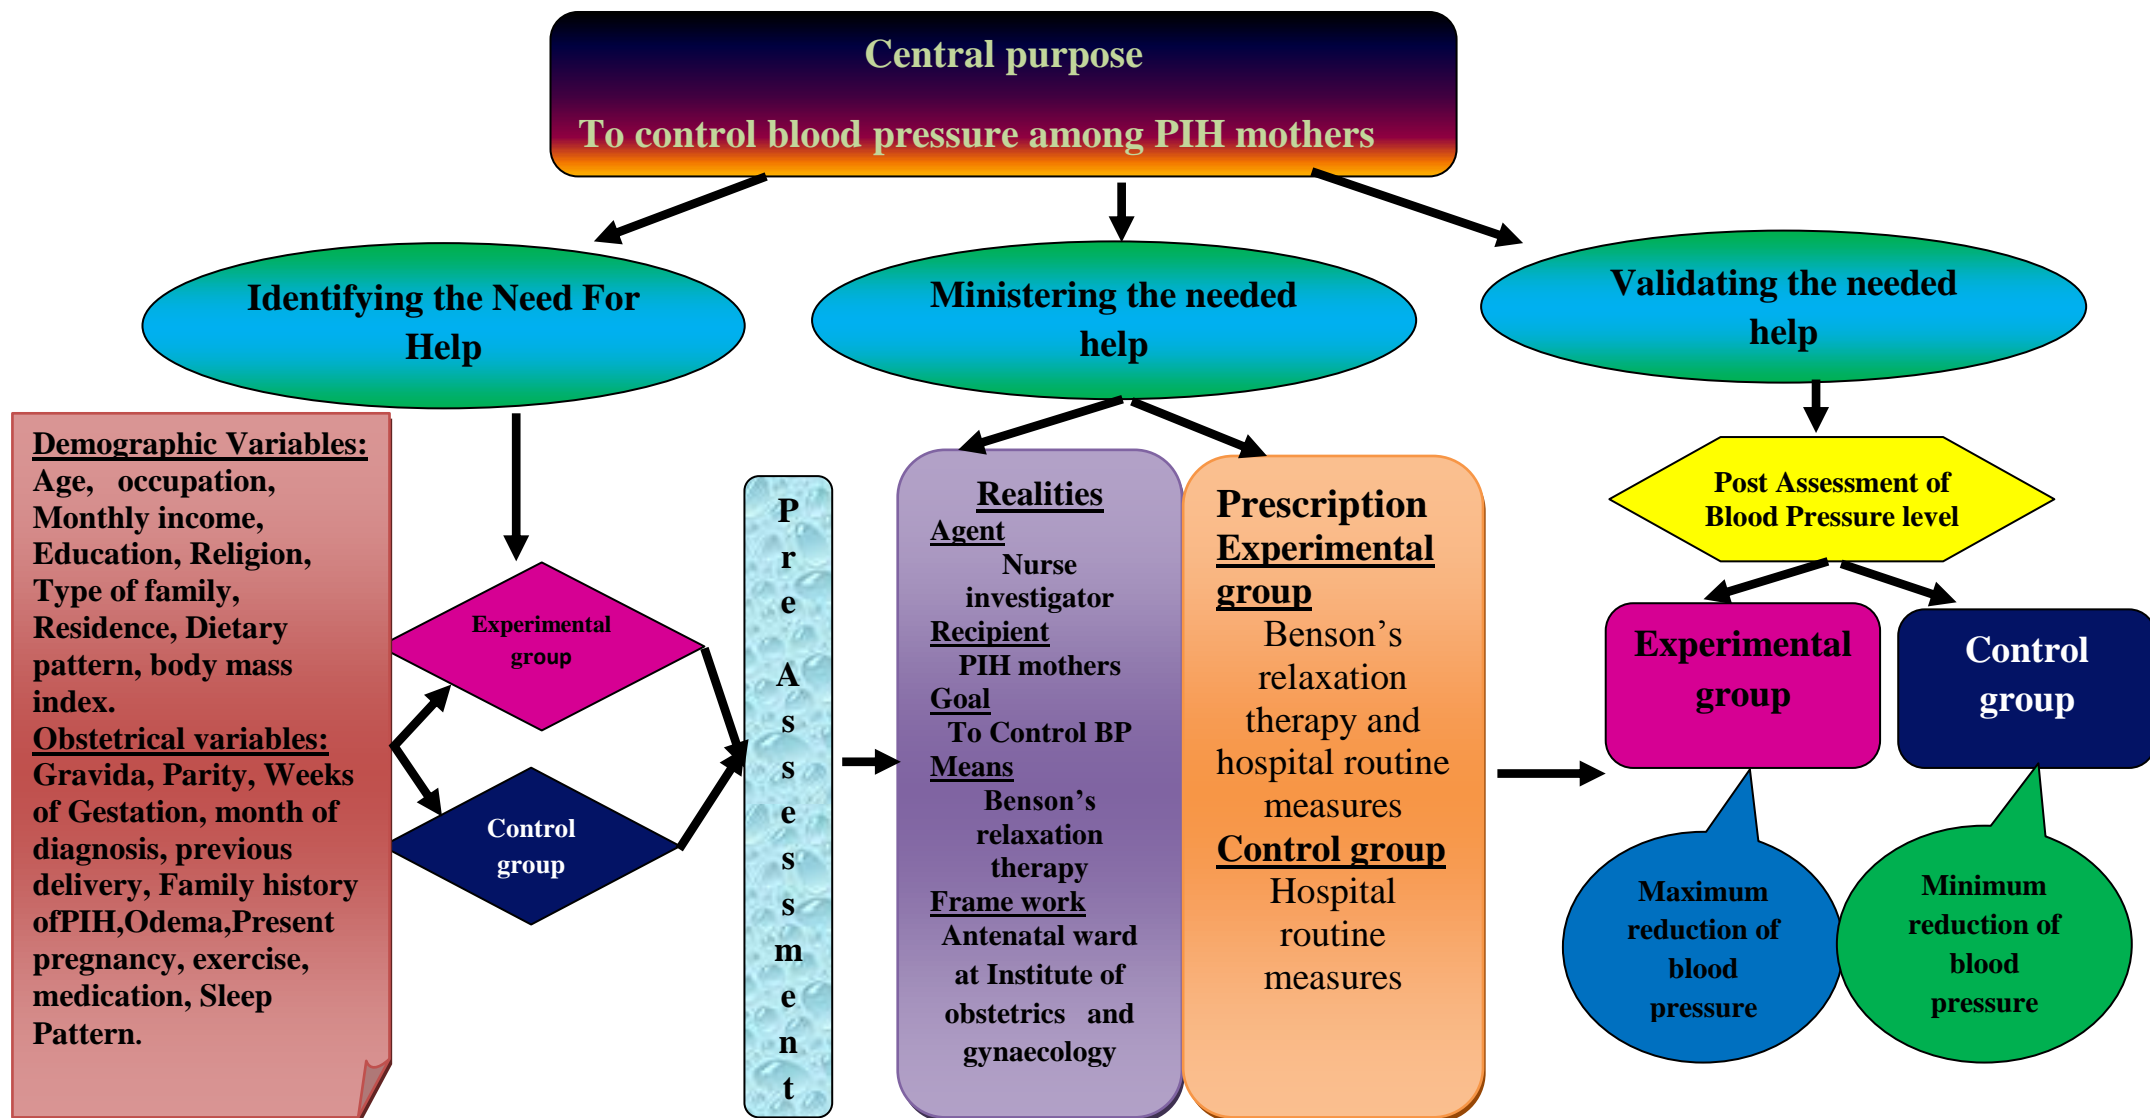 Central purpose
To control blood pressure among PIH mothers
Identifying the Need For
Help
Ministering the needed
help
Validating the needed
help
Demographic Variables:
Age, occupation,
Monthly income,
Education, Religion,
Type of family,
Residence, Dietary
pattern, body mass
index.
Obstetrical variables:
Gravida, Parity, Weeks
of Gestation, month of
diagnosis, previous
delivery, Family history
ofPIH,Odema,Present
pregnancy, exercise,
medication, Sleep
Pattern.
Experimental
group
Control
group
P
r
e
A
s
s
e
s
s
m
e
n
t
Realities
Agent
Nurse
investigator
Recipient
PIH mothers
Goal
To Control BP
Means
Benson’s
relaxation
therapy
Frame work
Antenatal ward
at Institute of
obstetrics and
gynaecology
Prescription
Experimental
group
Benson’s
relaxation
therapy and
hospital routine
measures
Control group
Hospital
routine
measures
Post Assessment of
Blood Pressure level
Experimental
group
Control
group
Maximum
reduction of
blood
pressure
Minimum
reduction of
blood
pressure